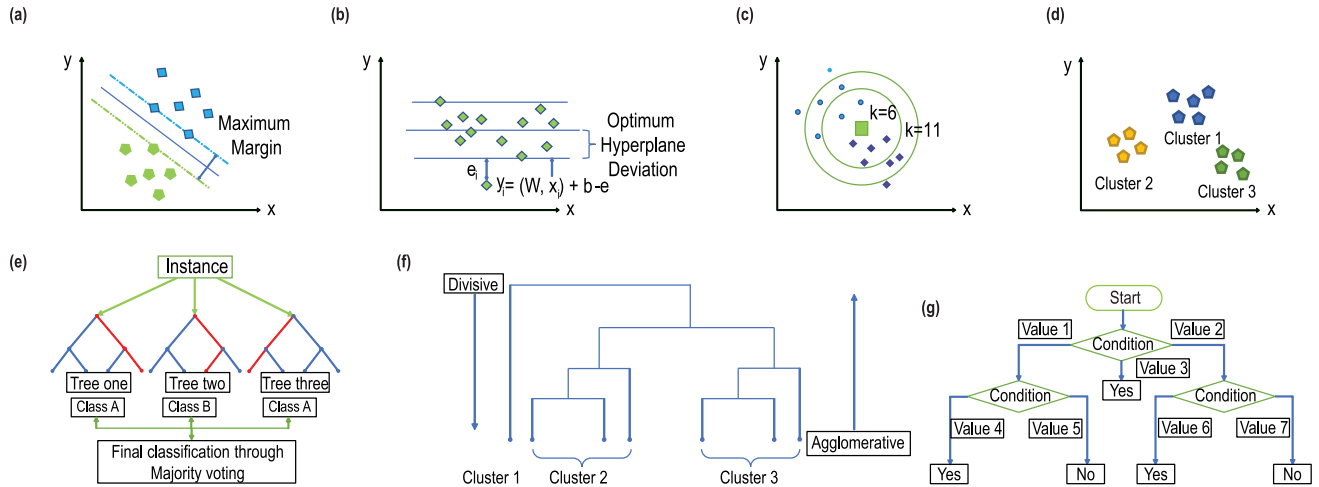 (a)
y
Maximum
Margin
x
(b)
y
Optimum
Hyperplane
Deviation
e_i
y_i= (W, x_i) + b -e
x
(c)
y
k=6
k=11
x
(d)
y
Cluster 1
Cluster 2
Cluster 3
x
(e)
Instance
Tree one
Tree two
Tree three
Class A
Class B
Class A
Final classification through
Majority voting
(f)
Divisive
Agglomerative
Cluster 1
Cluster 2
Cluster 3
(g)
Start
Value 1
Value 2
Condition
Value 3
Yes
Condition
Condition
Value 4
Value 5
Value 6
Value 7
Yes
No
Yes
No